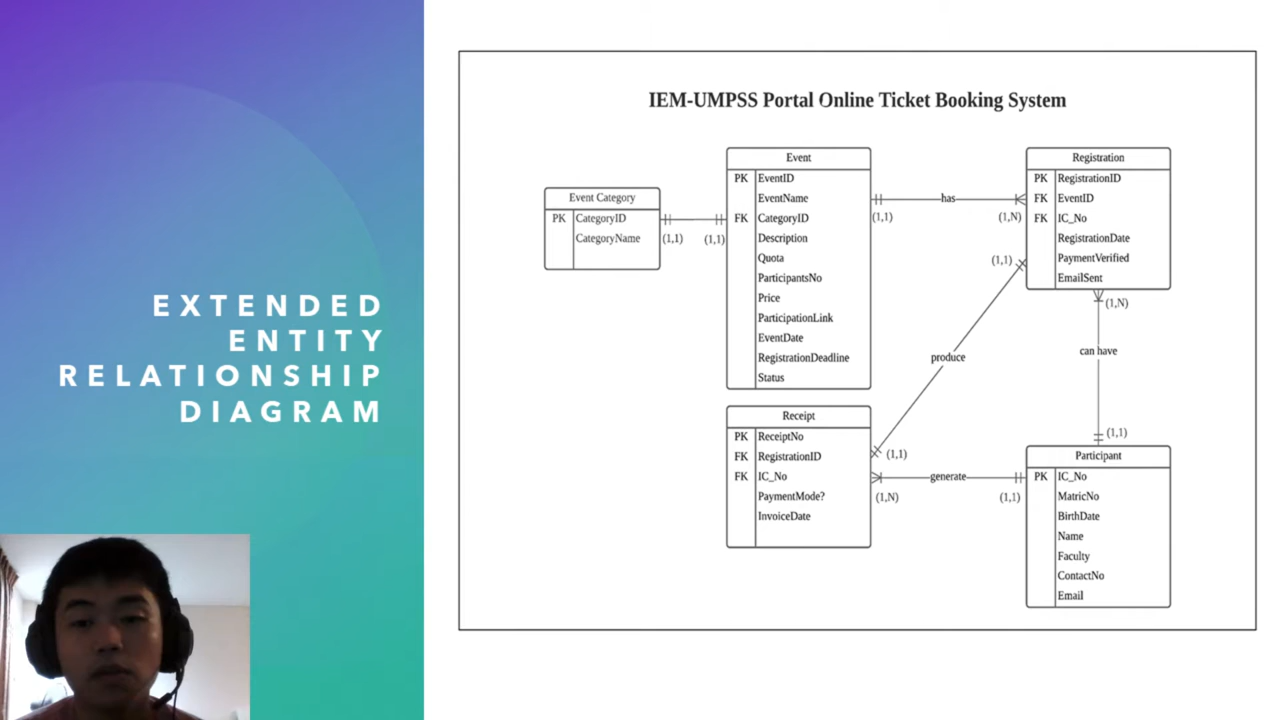 EXTENDED
ENTITY
RELATIONSHIP
DIAGRAM
IEM-UMPSS Portal Online Ticket Booking System
Event Category
PK CategoryID
CategoryName
(1,1)
(1,1)
Event
PK EventID
EventName
FK CategoryID
Description
Quota
ParticipantsNo
Price
ParticipationLink
EventDate
RegistrationDeadline
Status
(1,1)
has
(1,N)
Registration
PK RegistrationID
FK EventID
FK IC_No
RegistrationDate
PaymentVerified
EmailSent
(1,1)
produce
(1,1)
(1,N)
can have
(1,1)
Receipt
PK ReceiptNo
FK RegistrationID
FK IC_No
PaymentMode?
InvoiceDate
(1,N)
generate
(1,1)
Participant
PK IC_No
MatricNo
BirthDate
Name
Faculty
ContactNo
Email